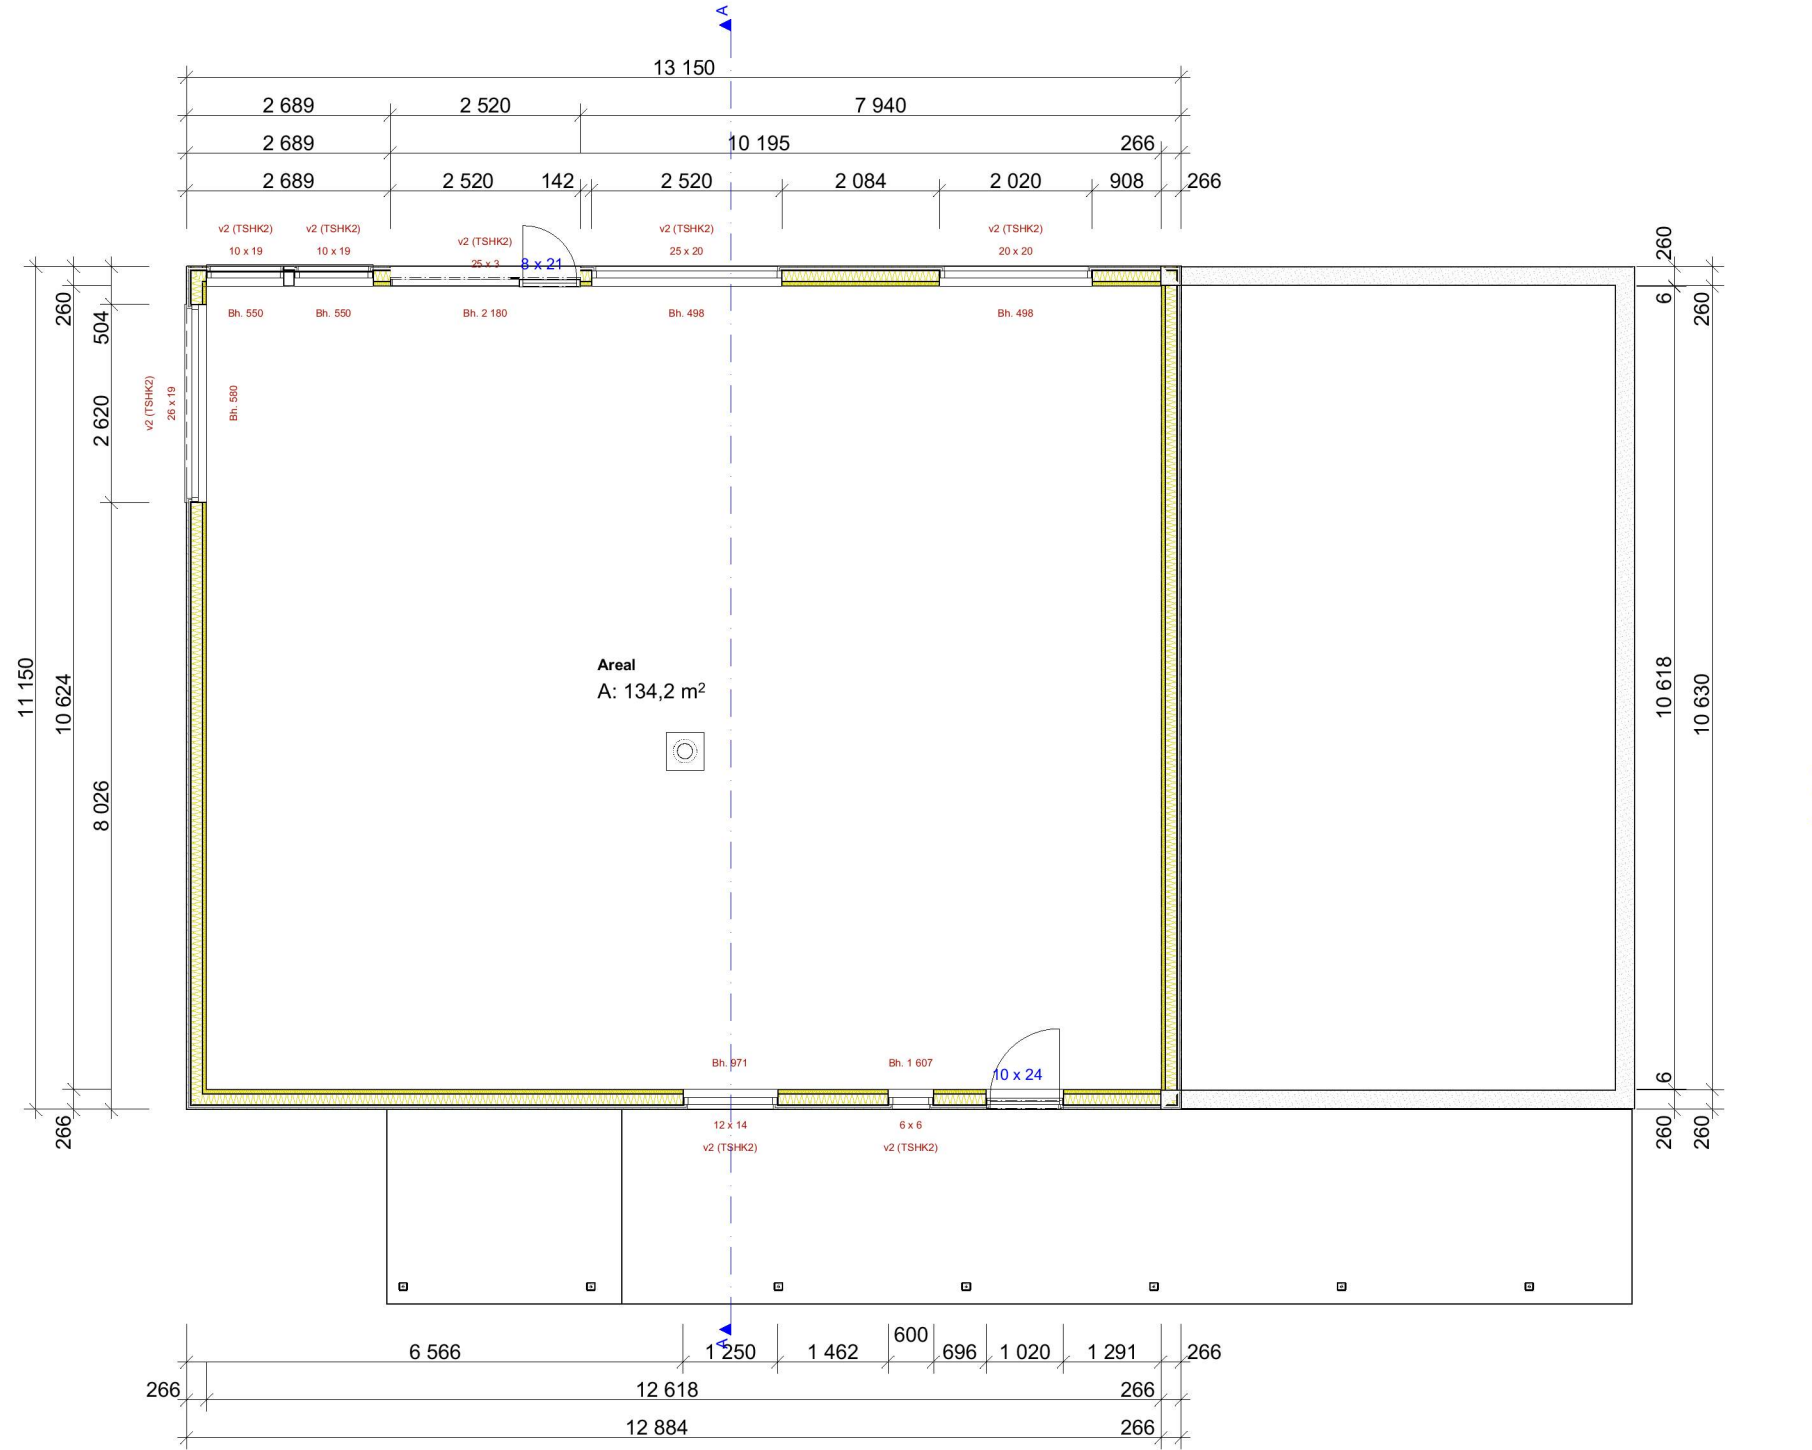 A
13 150
2 689 2 520 7 940
2 689 10 195 266
2 689 2 520 142 2 520 2 084 2 020 908 266
v2 (TSHK2) v2 (TSHK2) v2 (TSHK2) v2 (TSHK2) v2 (TSHK2)
10 x 19 10 x 19 25 x 3 8 x 21 25 x 20 20 x 20
Bh. 550 Bh. 550 Bh. 2 180 Bh. 498 Bh. 498
260
504
v2 (TSHK2)
26 x 19
Bh. 580
2 620
11 150
10 624
8 026
266
260
6
260
10 618
10 630
6
260
260
Areal
A: 134,2 m²
Bh. 971 Bh. 1 607 10 x 24
12 x 14 6 x 6
v2 (TSHK2) v2 (TSHK2)
A
600
6 566 1 250 1 462 696 1 020 1 291 266
266 12 618 266
12 884 266